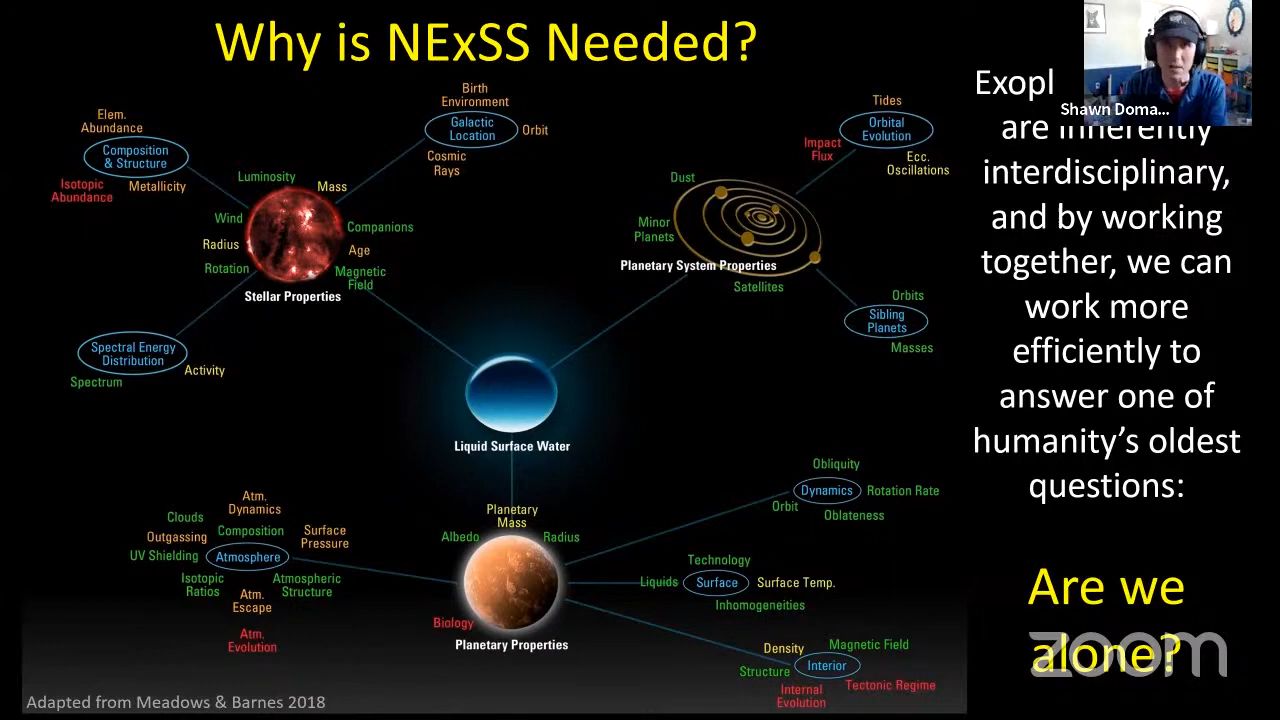 Why is NExSS Needed?
Birth
Environment
Galactic
Location
Orbit
Cosmic
Rays
Elem.
Abundance
Composition
& Structure
Isotopic
Abundance
Metallicity
Luminosity
Mass
Wind
Companions
Radius
Age
Rotation
Magnetic
Field
Stellar Properties
Spectral Energy
Distribution
Spectrum
Activity
Tides
Orbital
Evolution
Impact
Flux
Ecc.
Oscillations
Dust
Minor
Planets
Planetary System Properties
Satellites
Orbits
Sibling
Planets
Masses
Liquid Surface Water
Planetary
Mass
Albedo
Radius
Biology
Planetary Properties
Atm.
Dynamics
Clouds
Composition
Outgassing
Surface
Pressure
UV Shielding
Atmosphere
Isotopic
Ratios
Atmospheric
Structure
Atm.
Escape
Atm.
Evolution
Obliquity
Dynamics
Rotation Rate
Orbit
Oblateness
Technology
Liquids
Surface
Surface Temp.
Inhomogeneities
Density
Magnetic Field
Structure
Interior
Internal
Evolution
Tectonic Regime
Adapted from Meadows & Barnes 2018
Shawn Doma...
Exopl
are inherently
interdisciplinary,
and by working
together, we can
work more
efficiently to
answer one of
humanity's oldest
questions:
Are we
alone?
zoom